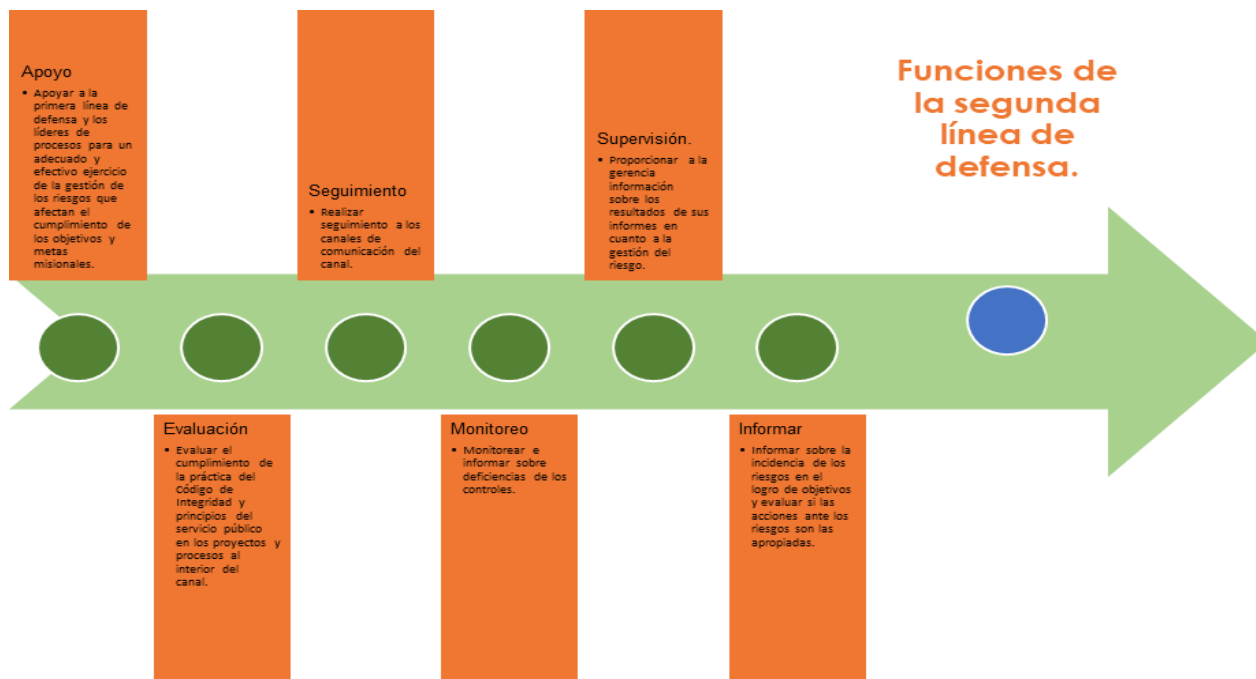 Apoyo
• Apoyar a la
primera línea de
defensa y los
líderes de
procesos para un
adecuado y
efectivo ejercicio
de la gestión de
los riesgos que
afectan el
cumplimiento de
los objetivos y
metas
misionales.
Evaluación
• Evaluar el
cumplimiento de
la práctica del
Código de
Integridad y
principios del
servicio público
en los proyectos y
procesos al
interior del
canal.
Seguimiento
• Realizar
seguimiento a los
canales de
comunicación del
canal.
Monitoreo
• Monitorear e
informar sobre
deficiencias de los
controles.
Supervisión.
• Proporcionar a la
gerencia
información
sobre los
resultados de sus
informes en
cuanto a la
gestión del
riesgo.
Informar
• Informar sobre la
incidencia de los
riesgos en el
logro de objetivos
y evaluar si las
acciones ante los
riesgos son las
apropiadas.
Funciones de
la segunda
línea de
defensa.